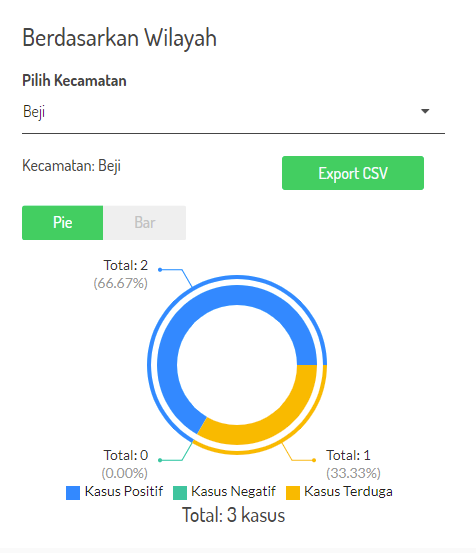 Berdasarkan Wilayah
Pilih Kecamatan
Beji
Kecamatan: Beji
Export CSV
Pie
Bar
Total: 2
(66.67%)
Total: 0
(0.00%)
Total: 1
(33.33%)
Kasus Positif
Kasus Negatif
Kasus Terduga
Total: 3 kasus